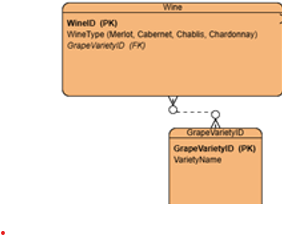 Wine
WineID (PK)
WineType (Merlot, Cabernet, Chablis, Chardonnay)
GrapeVarietyID (FK)
GrapeVarietyID
GrapeVarietyID (PK)
VarietyName